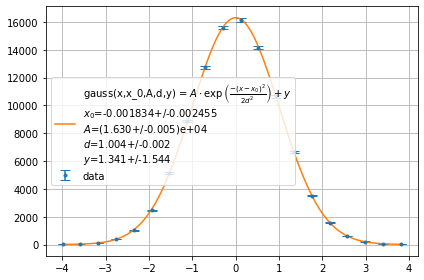 16000
14000
12000
10000
8000
6000
4000
2000
0
gauss(x,x_0,A,d,y) = A · exp (−(x−x₀)²/2d²) + y
x₀=-0.001834+/-0.002455
A=(1.630+/-0.005)e+04
d=1.004+/-0.002
y=1.341+/-1.544
data
−4 −3 −2 −1 0 1 2 3 4